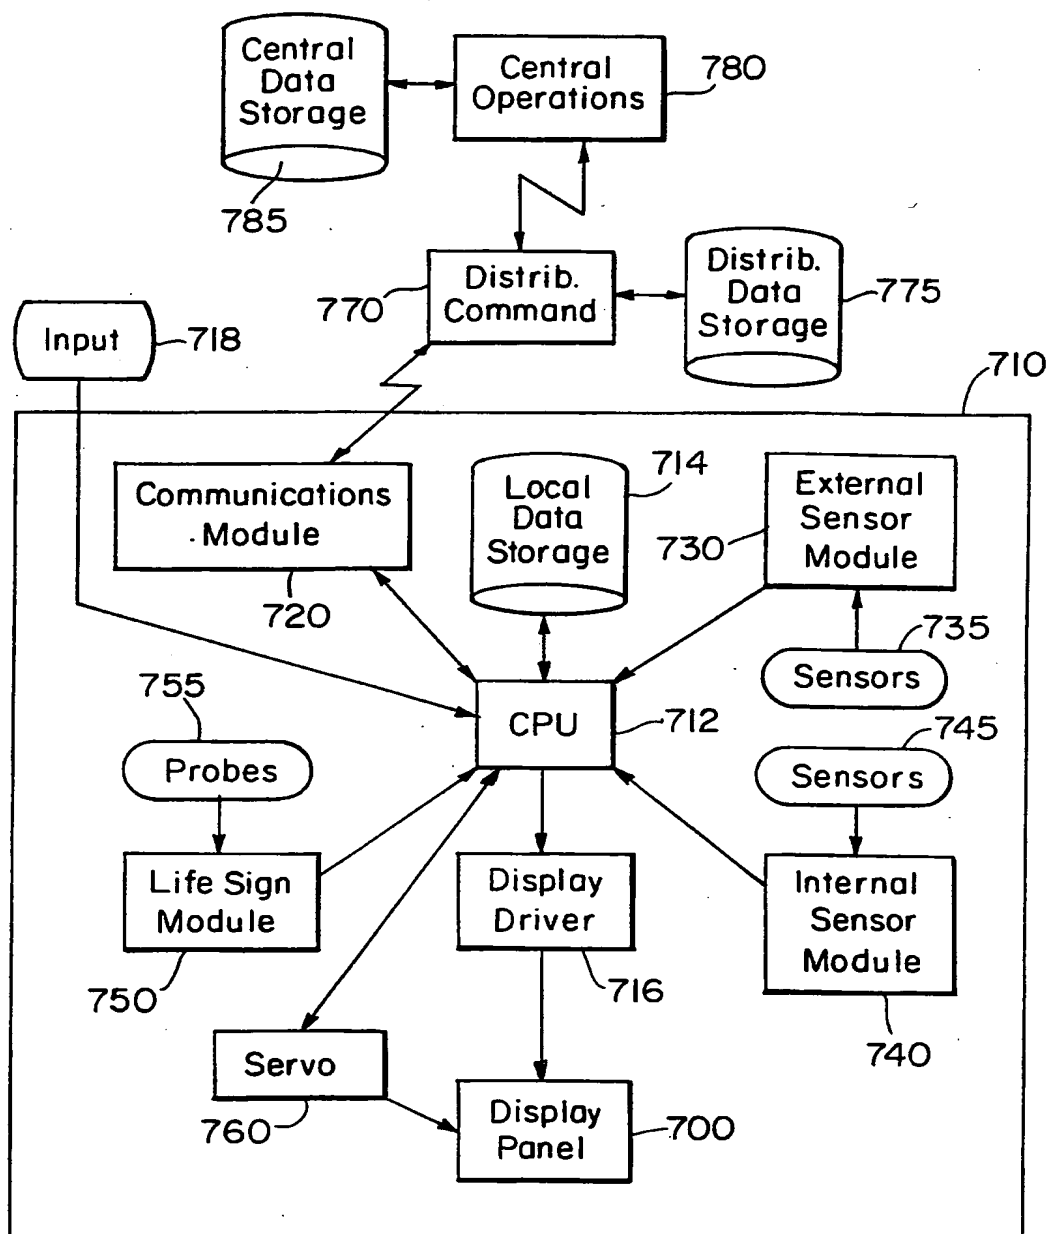 Central
Data
Storage
785
Central
Operations
780
Distrib.
Command
770
Distrib.
Data
Storage
775
Input
718
710
Communications
Module
720
Local
Data
Storage
714
External
Sensor
Module
730
Sensors
735
CPU
712
Probes
755
Sensors
745
Life Sign
Module
750
Display
Driver
716
Internal
Sensor
Module
740
Servo
760
Display
Panel
700